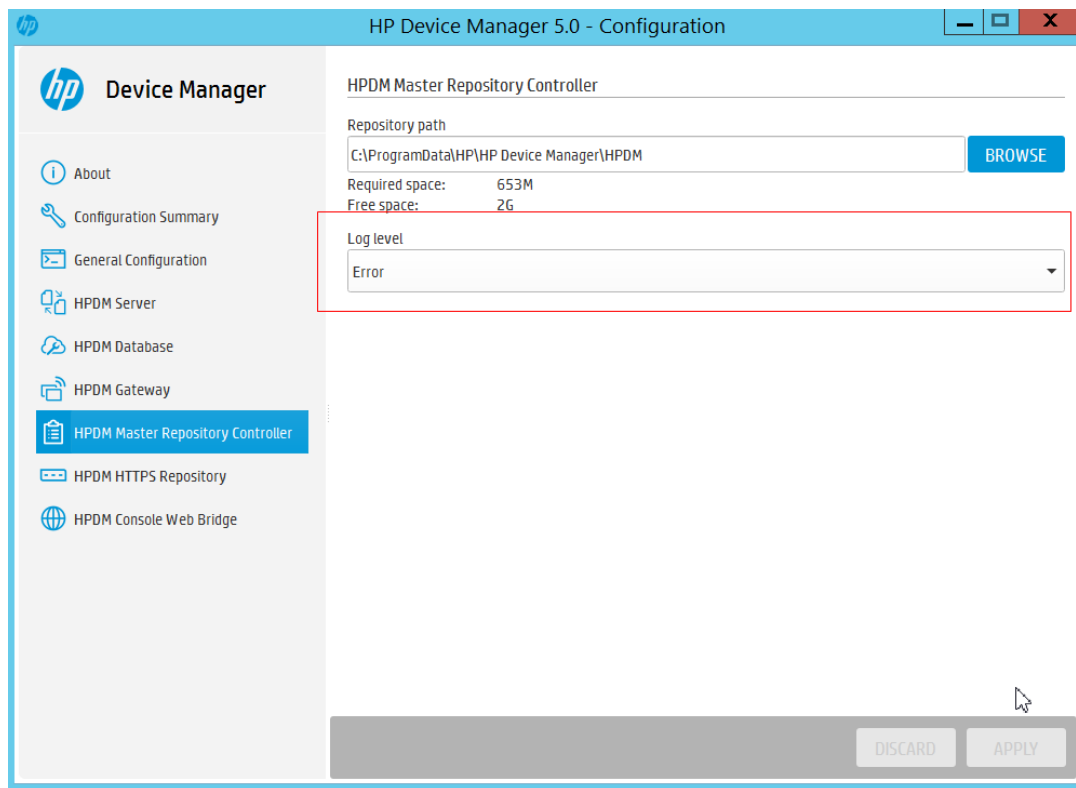 hp
HP Device Manager 5.0 - Configuration
X
hp
Device Manager
About
Configuration Summary
General Configuration
HPDM Server
HPDM Database
HPDM Gateway
HPDM Master Repository Controller
HPDM HTTPS Repository
HPDM Console Web Bridge
HPDM Master Repository Controller
Repository path
C:\ProgramData\HP\HP Device Manager\HPDM
BROWSE
Required space: 653M
Free space: 2G
Log level
Error
DISCARD
APPLY